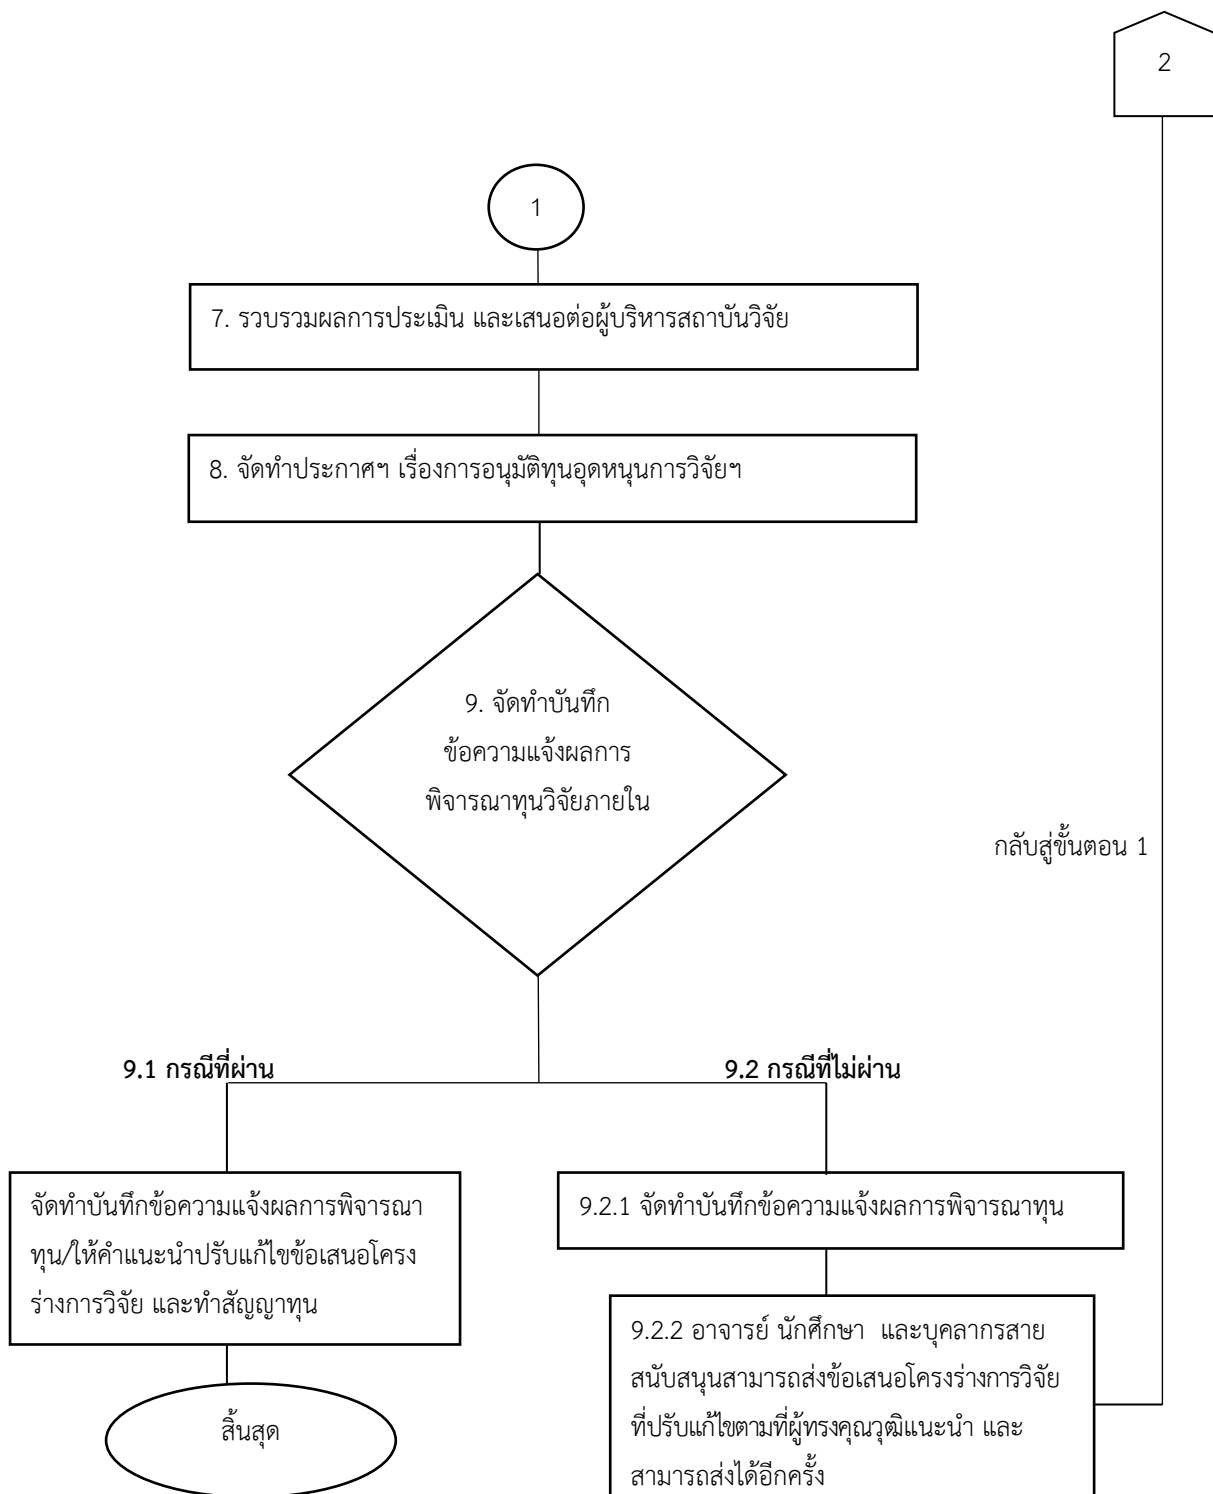 2
1
7. รวบรวมผลการประเมิน และเสนอต่อผู้บริหารสถาบันวิจัย
8. จัดทำประกาศฯ เรื่องการอนุมัติทุนอุดหนุนการวิจัยฯ
9. จัดทำบันทึก
ข้อความแจ้งผลการ
พิจารณาทุนวิจัยภายใน
กลับสู่ขั้นตอน 1
9.1 กรณีที่ผ่าน
9.2 กรณีที่ไม่ผ่าน
จัดทำบันทึกข้อความแจ้งผลการพิจารณา
ทุน/ให้คำแนะนำปรับแก้ไขข้อเสนอโครง
ร่างการวิจัย และทำสัญญาทุน
สิ้นสุด
9.2.1 จัดทำบันทึกข้อความแจ้งผลการพิจารณาทุน
9.2.2 อาจารย์ นักศึกษา และบุคลากรสาย
สนับสนุนสามารถส่งข้อเสนอโครงร่างการวิจัย
ที่ปรับแก้ไขตามที่ผู้ทรงคุณวุฒิแนะนำ และ
สามารถส่งได้อีกครั้ง